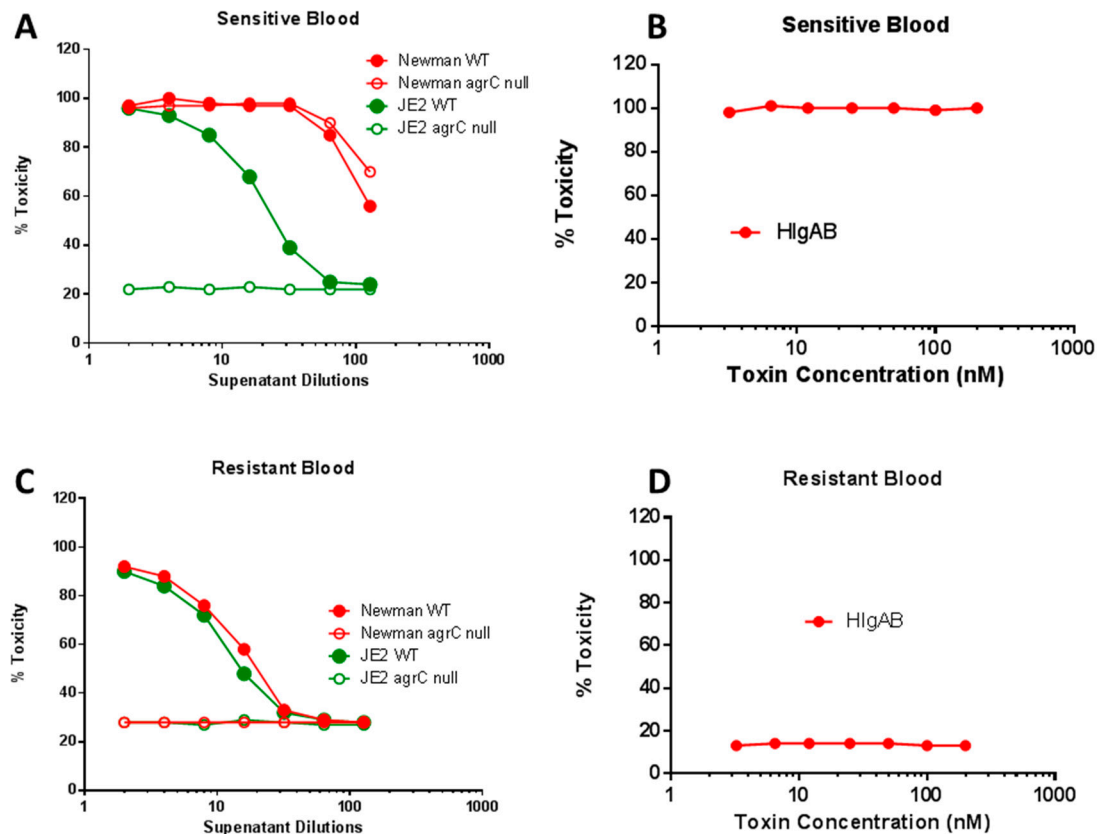 A
Sensitive Blood
120
100
80
60
40
20
0
% Toxicity
1
10
100
1000
Supenatant Dilutions
Newman WT
Newman agrC null
JE2 WT
JE2 agrC null
B
Sensitive Blood
120
100
80
60
40
20
0
% Toxicity
HlgAB
1
10
100
1000
Toxin Concentration (nM)
C
Resistant Blood
120
100
80
60
40
20
0
% Toxicity
1
10
100
1000
Supenatant Dilutions
Newman WT
Newman agrC null
JE2 WT
JE2 agrC null
D
Resistant Blood
120
100
80
60
40
20
0
% Toxicity
HlgAB
1
10
100
1000
Toxin Concentration (nM)